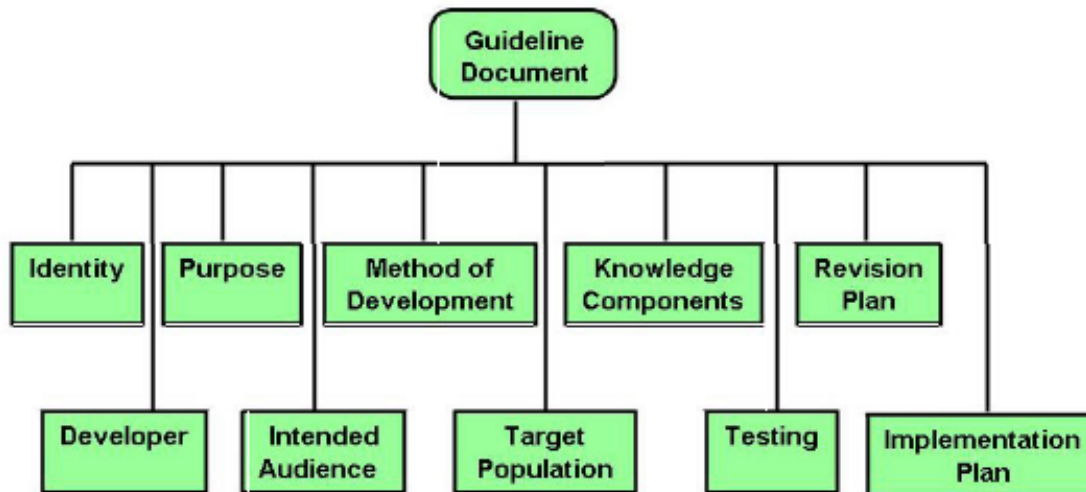 Guideline
Document
Identity
Purpose
Method of
Development
Knowledge
Components
Revision
Plan
Developer
Intended
Audience
Target
Population
Testing
Implementation
Plan